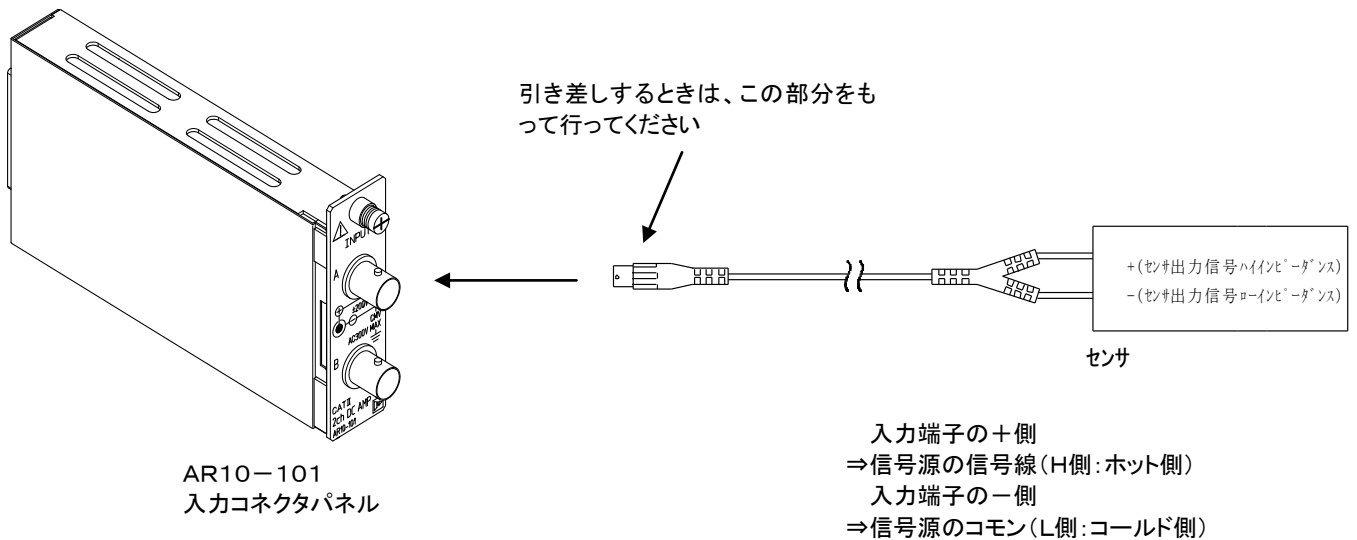 引き差しするときは、この部分をも
って行ってください
INPUT
A
±200V
CMV
AC300V MAX
B
CATⅡ
2ch DC AMP
AR10-101
+(センサ出力信号ハイインピーダンス)
-(センサ出力信号ローインピーダンス)
センサ
AR10-101
入力コネクタパネル
入力端子の+側
⇒信号源の信号線(H側:ホット側)
入力端子の-側
⇒信号源のコモン(L側:コールド側)